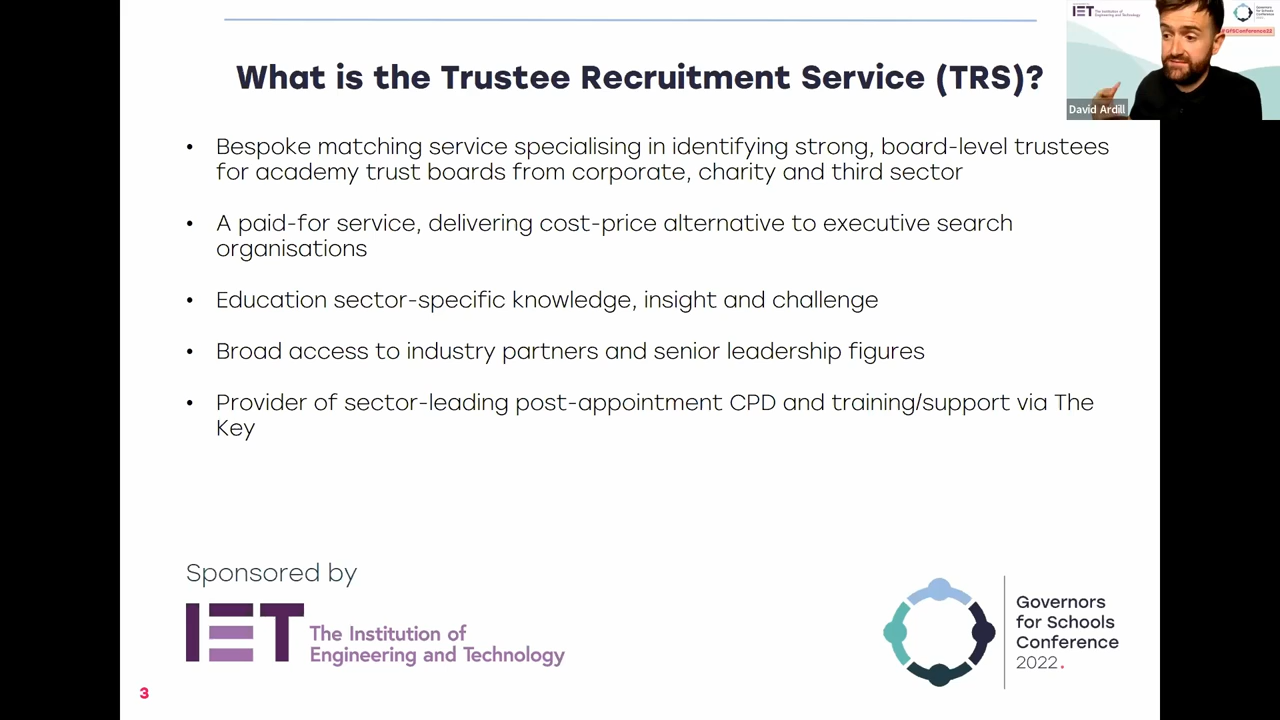 What is the Trustee Recruitment Service (TRS)?
• Bespoke matching service specialising in identifying strong, board-level trustees
for academy trust boards from corporate, charity and third sector
• A paid-for service, delivering cost-price alternative to executive search
organisations
• Education sector-specific knowledge, insight and challenge
• Broad access to industry partners and senior leadership figures
• Provider of sector-leading post-appointment CPD and training/support via The
Key
Sponsored by
IET The Institution of
Engineering and Technology
Governors
for Schools
Conference
2022.
3
IET The Institution of
Engineering and Technology
Governors
for Schools
Conference
David Ardill